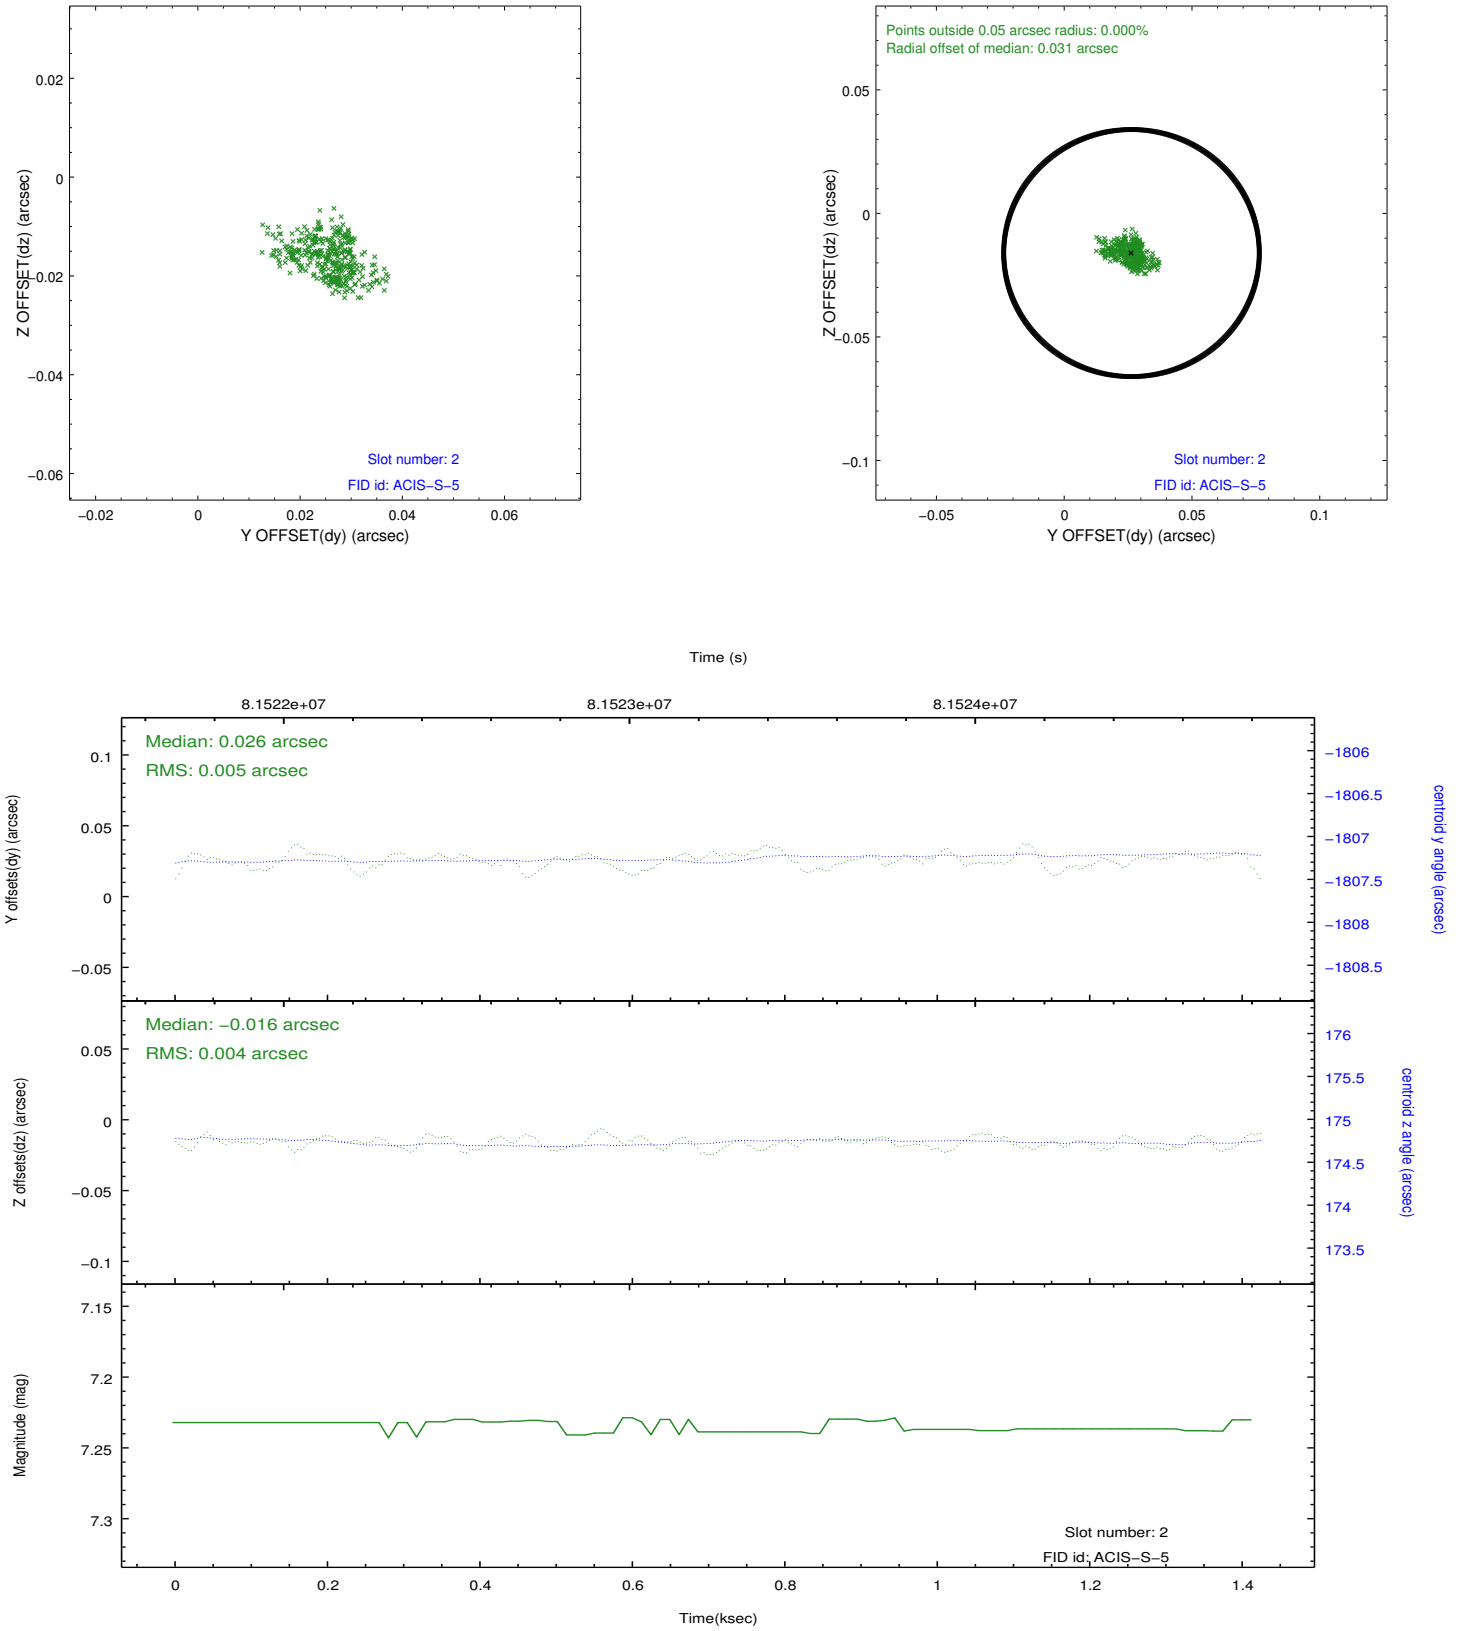 0.02
0
−0.02
−0.04
−0.06
Z OFFSET(dz) (arcsec)
Slot number: 2
FID id: ACIS−S−5
−0.02
0
0.02
0.04
0.06
Y OFFSET(dy) (arcsec)
Points outside 0.05 arcsec radius: 0.000%
Radial offset of median: 0.031 arcsec
0.05
0
−0.05
−0.1
Z OFFSET(dz) (arcsec)
Slot number: 2
FID id: ACIS−S−5
−0.05
0
0.05
0.1
Y OFFSET(dy) (arcsec)
Time (s)
8.1522e+07
8.1523e+07
8.1524e+07
Median: 0.026 arcsec
RMS: 0.005 arcsec
0.1
0.05
0
−0.05
Y offsets(dy) (arcsec)
−1806
−1806.5
−1807
−1807.5
−1808
−1808.5
centroid y angle (arcsec)
Median: −0.016 arcsec
RMS: 0.004 arcsec
0.05
0
−0.05
−0.1
Z offsets(dz) (arcsec)
176
175.5
175
174.5
174
173.5
centroid z angle (arcsec)
7.15
7.2
7.25
7.3
Magnitude (mag)
Slot number: 2
FID id: ACIS−S−5
0
0.2
0.4
0.6
0.8
1
1.2
1.4
Time(ksec)